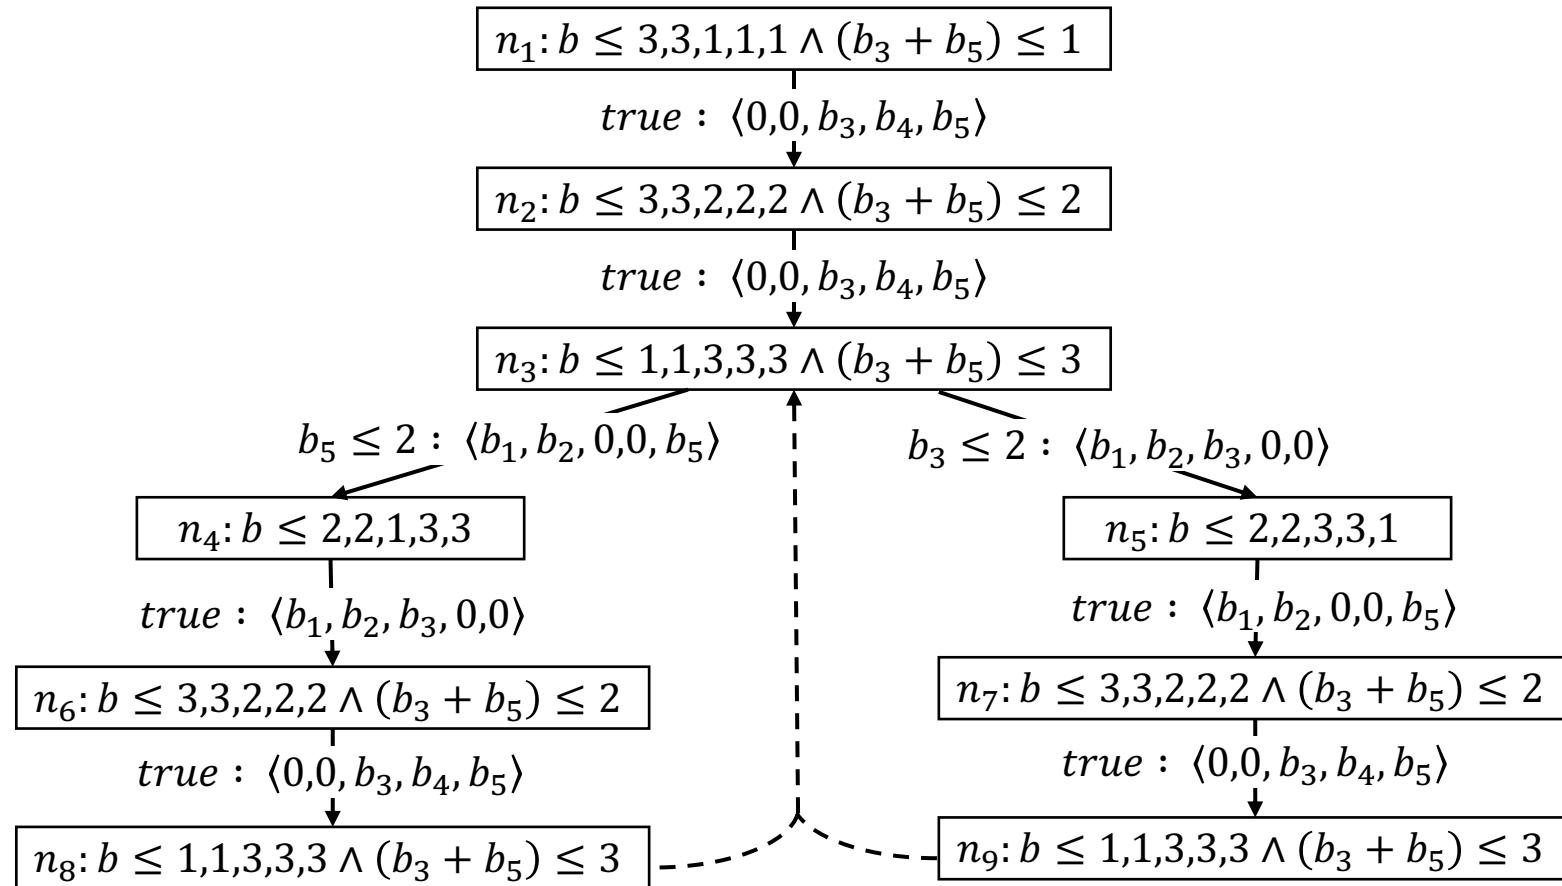 n₁: b ≤ 3,3,1,1,1 ∧ (b₃ + b₅) ≤ 1
true : ⟨0,0, b₃, b₄, b₅⟩
n₂: b ≤ 3,3,2,2,2 ∧ (b₃ + b₅) ≤ 2
true : ⟨0,0, b₃, b₄, b₅⟩
n₃: b ≤ 1,1,3,3,3 ∧ (b₃ + b₅) ≤ 3
b₅ ≤ 2 : ⟨b₁, b₂, 0,0, b₅⟩
b₃ ≤ 2 : ⟨b₁, b₂, b₃, 0,0⟩
n₄: b ≤ 2,2,1,3,3
n₅: b ≤ 2,2,3,3,1
true : ⟨b₁, b₂, b₃, 0,0⟩
true : ⟨b₁, b₂, 0,0, b₅⟩
n₆: b ≤ 3,3,2,2,2 ∧ (b₃ + b₅) ≤ 2
n₇: b ≤ 3,3,2,2,2 ∧ (b₃ + b₅) ≤ 2
true : ⟨0,0, b₃, b₄, b₅⟩
true : ⟨0,0, b₃, b₄, b₅⟩
n₈: b ≤ 1,1,3,3,3 ∧ (b₃ + b₅) ≤ 3
n₉: b ≤ 1,1,3,3,3 ∧ (b₃ + b₅) ≤ 3